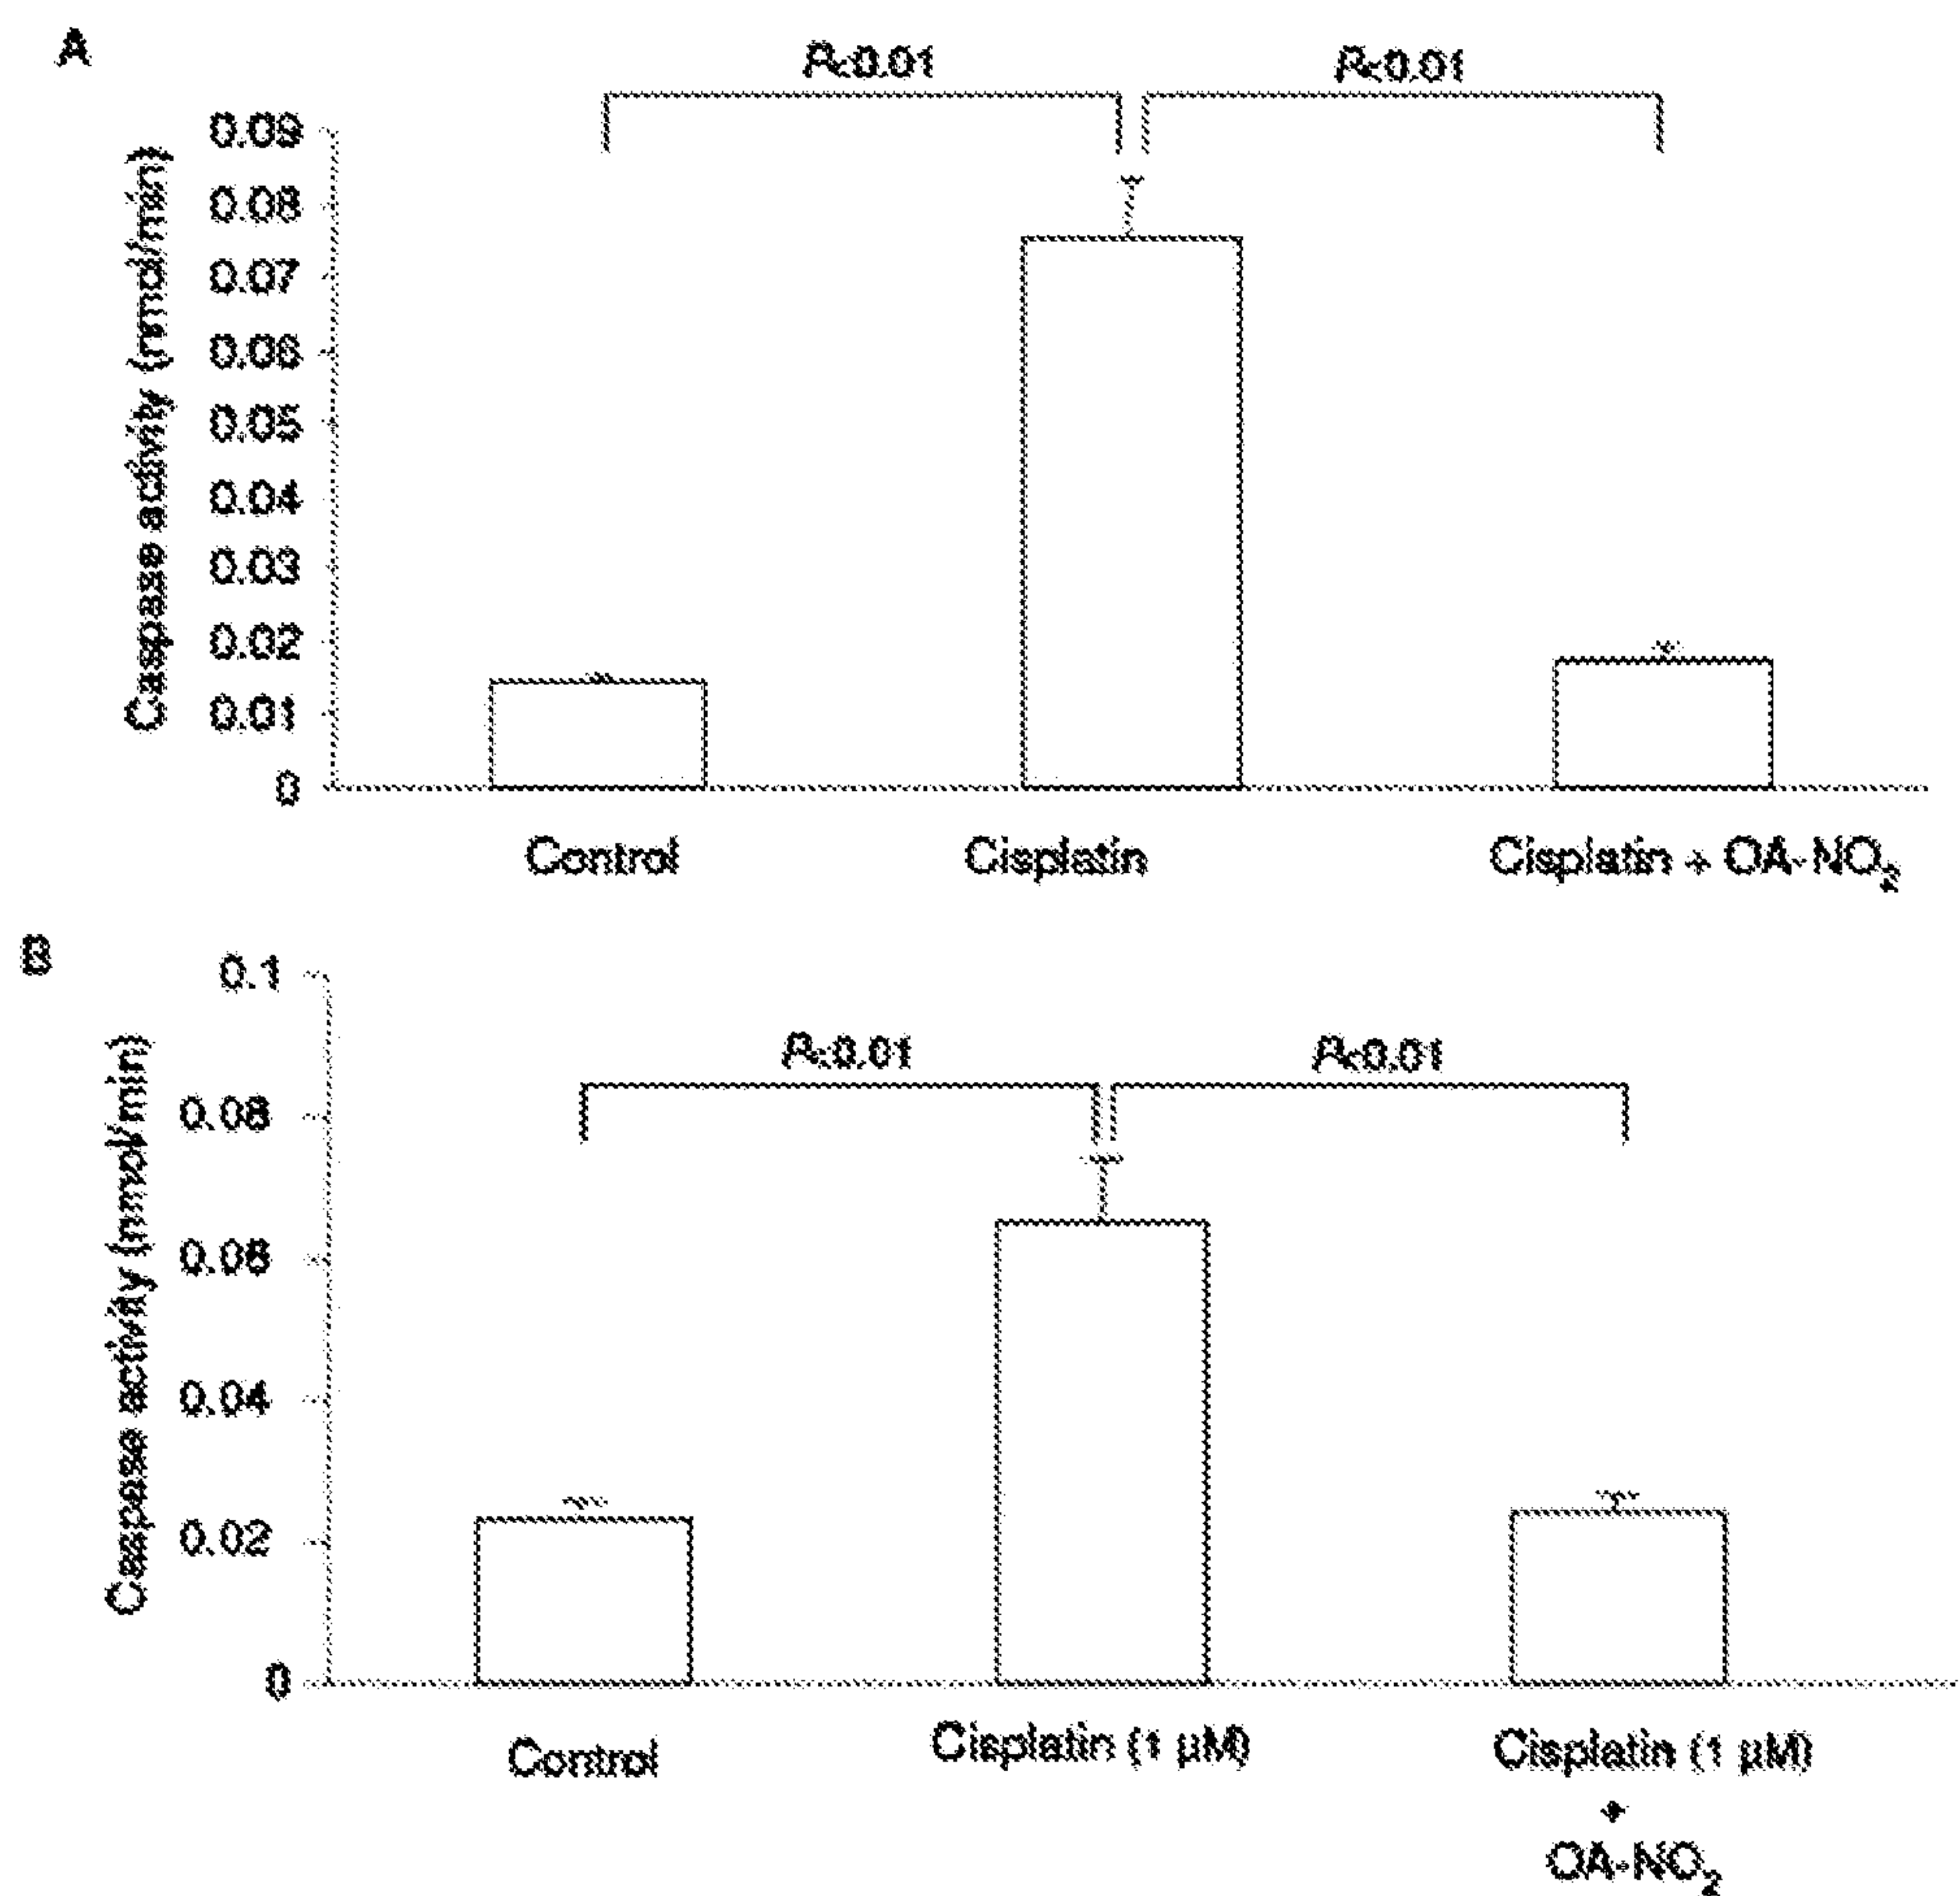 A
P<0.01 P<0.01
Caspase activity (nmol/min)
0.09
0.08
0.07
0.06
0.05
0.04
0.03
0.02
0.01
0
Control Cisplatin Cisplatin + OA-NO₂
B
P<0.01 P<0.01
Caspase activity (nmol/min)
0.1
0.08
0.06
0.04
0.02
0
Control Cisplatin (1 µM) Cisplatin (1 µM)
+
OA-NO₂